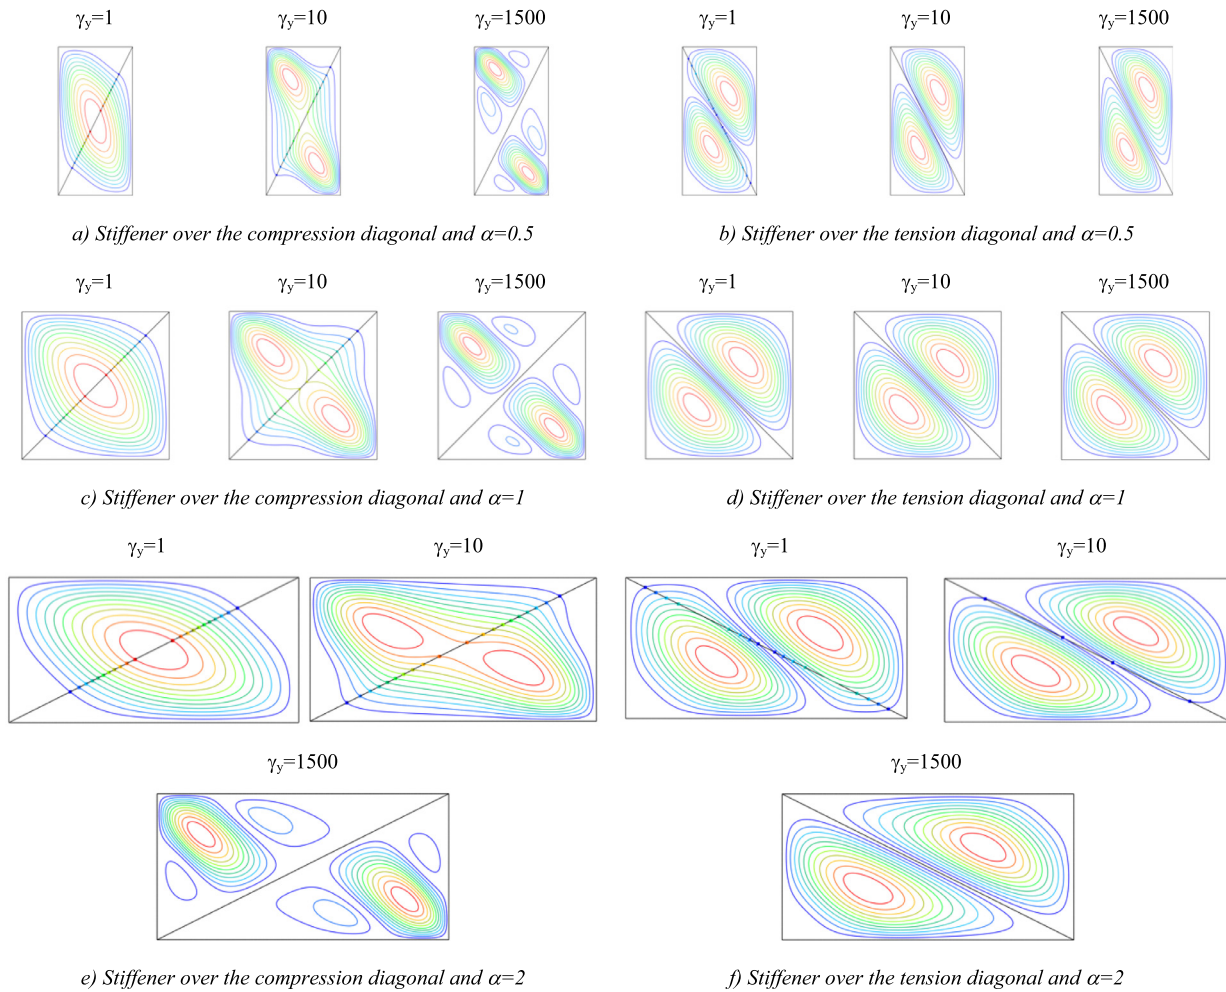 γy=1 γy=10 γy=1500 γy=1 γy=10 γy=1500
a) Stiffener over the compression diagonal and α=0.5 b) Stiffener over the tension diagonal and α=0.5
γy=1 γy=10 γy=1500 γy=1 γy=10 γy=1500
c) Stiffener over the compression diagonal and α=1 d) Stiffener over the tension diagonal and α=1
γy=1 γy=10 γy=1 γy=10
γy=1500 γy=1500
e) Stiffener over the compression diagonal and α=2 f) Stiffener over the tension diagonal and α=2